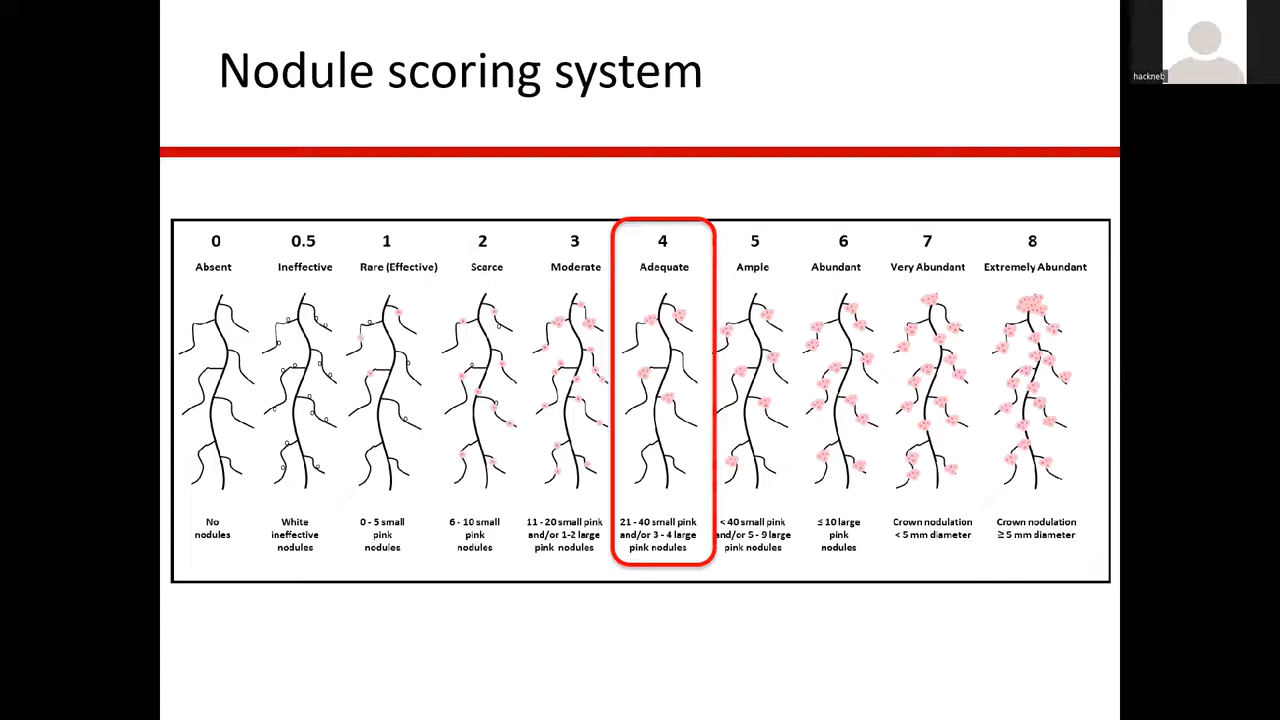 Nodule scoring system
hackneb
0 0.5 1 2 3 4 5 6 7 8
Absent Ineffective Rare (Effective) Scarce Moderate Adequate Ample Abundant Very Abundant Extremely Abundant
No nodules
White ineffective nodules
0 - 5 small pink nodules
6 - 10 small pink nodules
11 - 20 small pink and/or 1-2 large pink nodules
21 - 40 small pink and/or 3 - 4 large pink nodules
< 40 small pink and/or 5 - 9 large pink nodules
≤ 10 large pink nodules
Crown nodulation < 5 mm diameter
Crown nodulation ≥ 5 mm diameter